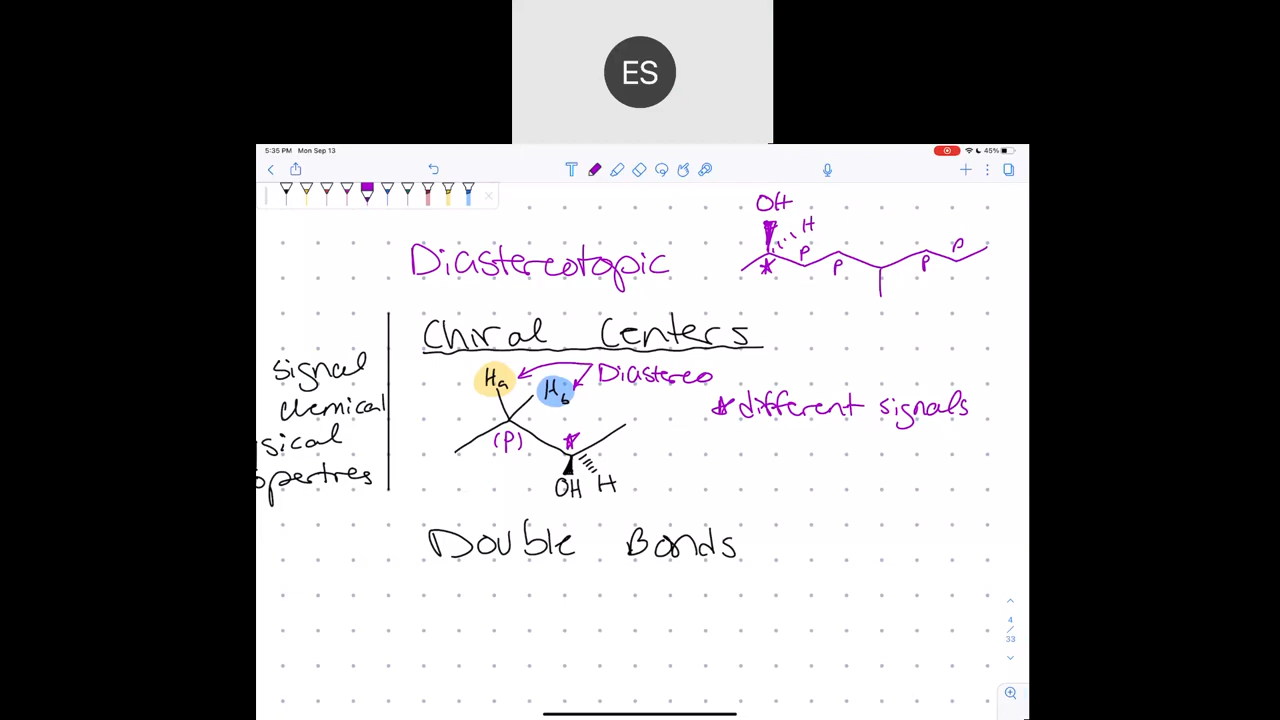 ES
5:35 PM Mon Sep 13
45%
OH
H
Diastereotopic
P P P P
*
Chiral Centers
signal
chemical
sical
opertres
Ha
Hb
Diastereo
*different signals
(P)
*
OH H
Double Bonds
4
/
33